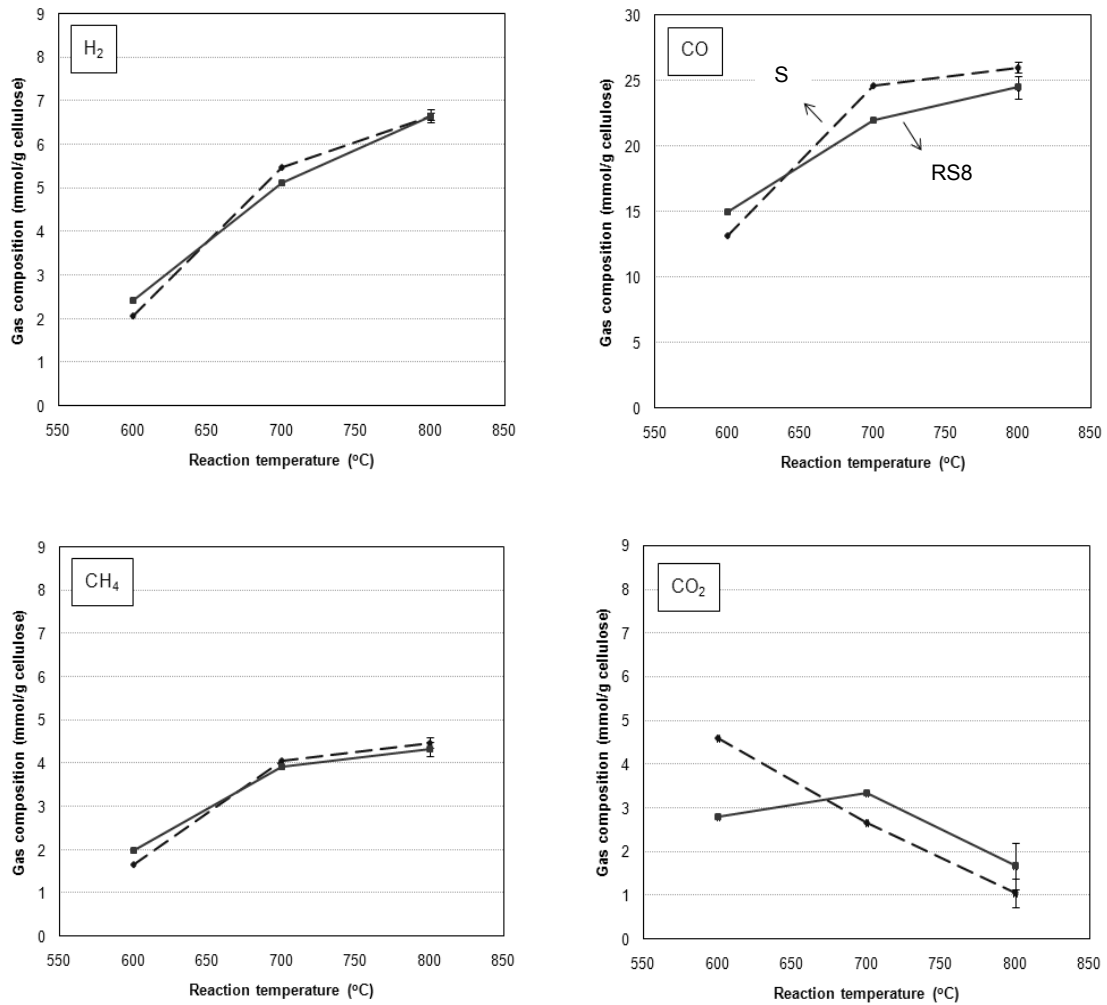 H₂
Gas composition (mmol/g cellulose)
9
8
7
6
5
4
3
2
1
0
550 600 650 700 750 800 850
Reaction temperature (°C)
CO
S
RS8
Gas composition (mmol/g cellulose)
30
25
20
15
10
5
0
550 600 650 700 750 800 850
Reaction temperature (°C)
CH₄
Gas composition (mmol/g cellulose)
9
8
7
6
5
4
3
2
1
0
550 600 650 700 750 800 850
Reaction temperature (°C)
CO₂
Gas composition (mmol/g cellulose)
9
8
7
6
5
4
3
2
1
0
550 600 650 700 750 800 850
Reaction temperature (°C)